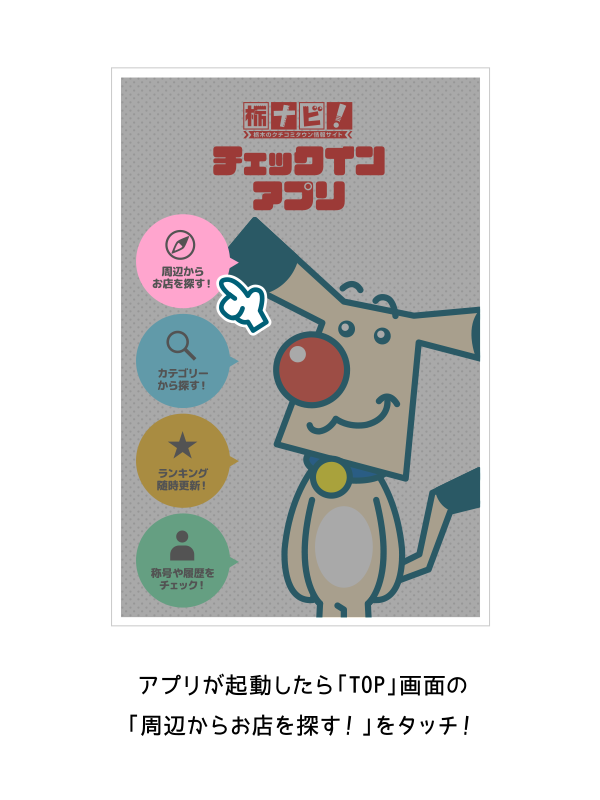 栃ナビ!
栃木のクチコミタウン情報サイト
チェックイン
アプリ
周辺から
お店を探す!
カテゴリー
から探す!
ランキング
随時更新!
称号や履歴を
チェック!
アプリが起動したら「TOP」画面の
「周辺からお店を探す!」をタッチ!